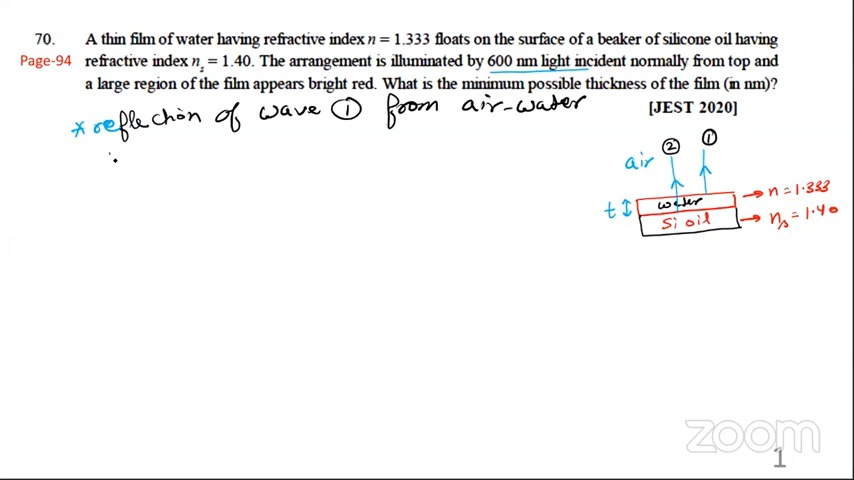 70. A thin film of water having refractive index n = 1.333 floats on the surface of a beaker of silicone oil having
Page-94 refractive index nₛ = 1.40. The arrangement is illuminated by 600 nm light incident normally from top and
a large region of the film appears bright red. What is the minimum possible thickness of the film (in nm)?
[JEST 2020]
* reflection of wave ① from air-water
② ①
air
water → n = 1.333
t
Si oil → nₛ = 1.40
zoom
1